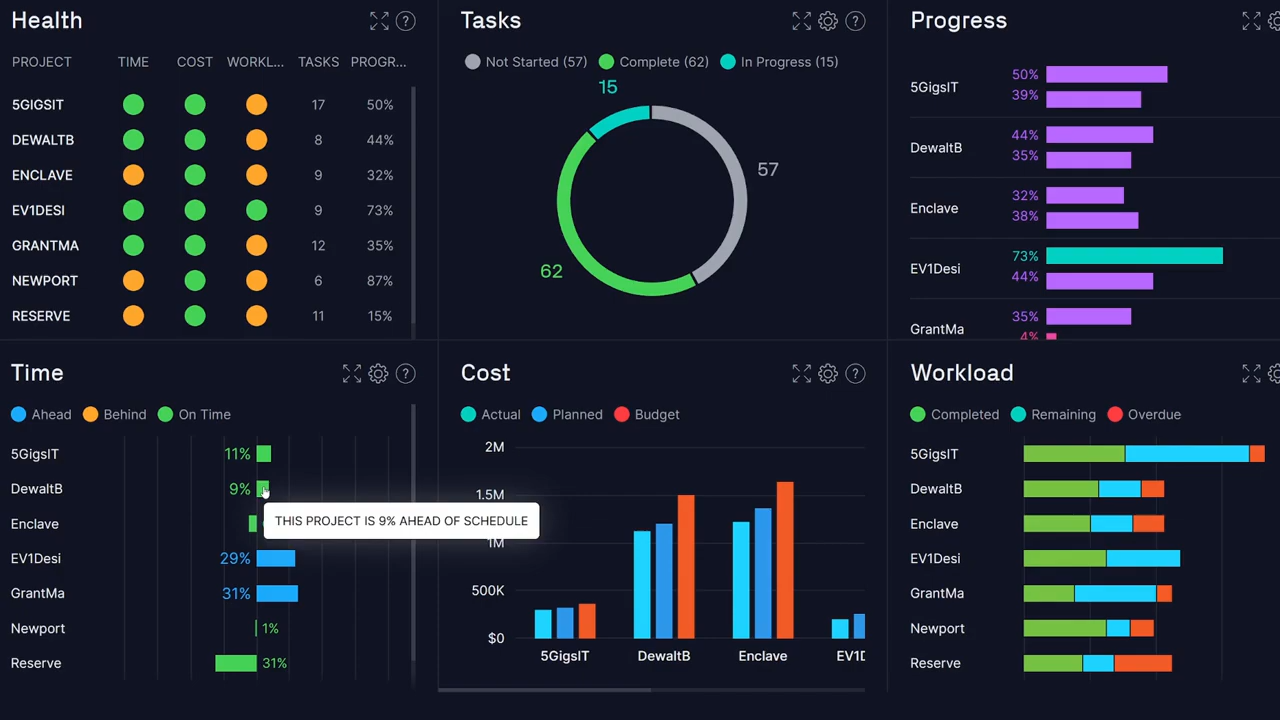 Health
PROJECT TIME COST WORKL... TASKS PROGR...
5GIGSIT 17 50%
DEWALTB 8 44%
ENCLAVE 9 32%
EV1DESI 9 73%
GRANTMA 12 35%
NEWPORT 6 87%
RESERVE 11 15%
Tasks
Not Started (57) Complete (62) In Progress (15)
15
57
62
Progress
5GigsIT 50%
39%
DewaltB 44%
35%
Enclave 32%
38%
EV1Desi 73%
44%
GrantMa 35%
4%
Time
Ahead Behind On Time
5GigsIT 11%
DewaltB 9%
THIS PROJECT IS 9% AHEAD OF SCHEDULE
Enclave
EV1Desi 29%
GrantMa 31%
Newport 1%
Reserve 31%
Cost
Actual Planned Budget
2M
1.5M
1M
500K
$0
5GigsIT DewaltB Enclave EV1D
Workload
Completed Remaining Overdue
5GigsIT
DewaltB
Enclave
EV1Desi
GrantMa
Newport
Reserve